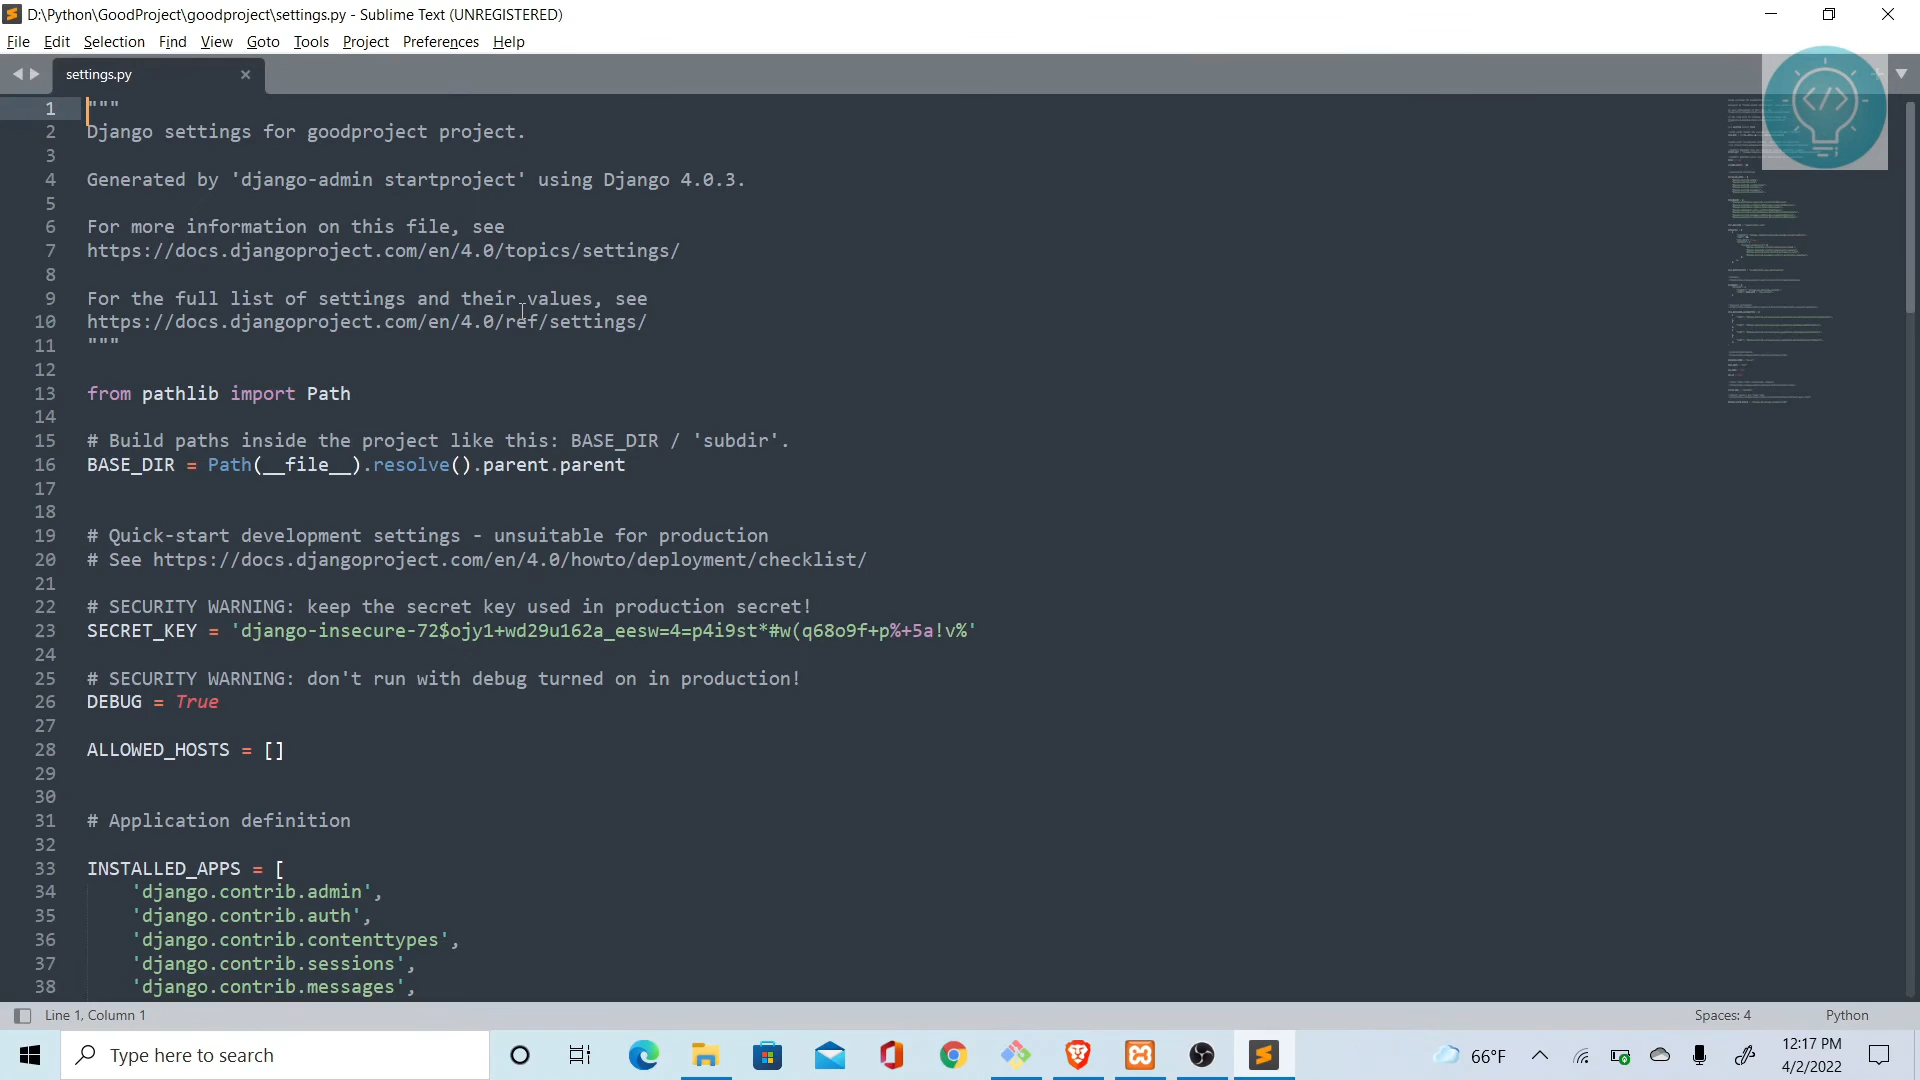 D:\Python\GoodProject\goodproject\settings.py - Sublime Text (UNREGISTERED)
File Edit Selection Find View Goto Tools Project Preferences Help
settings.py
1 """
2 Django settings for goodproject project.
3
4 Generated by 'django-admin startproject' using Django 4.0.3.
5
6 For more information on this file, see
7 https://docs.djangoproject.com/en/4.0/topics/settings/
8
9 For the full list of settings and their values, see
10 https://docs.djangoproject.com/en/4.0/ref/settings/
11 """
12
13 from pathlib import Path
14
15 # Build paths inside the project like this: BASE_DIR / 'subdir'.
16 BASE_DIR = Path(__file__).resolve().parent.parent
17
18
19 # Quick-start development settings - unsuitable for production
20 # See https://docs.djangoproject.com/en/4.0/howto/deployment/checklist/
21
22 # SECURITY WARNING: keep the secret key used in production secret!
23 SECRET_KEY = 'django-insecure-72$ojy1+wd29u162a_eesw=4=p4i9st*#w(q68o9f+p%+5a!v%'
24
25 # SECURITY WARNING: don't run with debug turned on in production!
26 DEBUG = True
27
28 ALLOWED_HOSTS = []
29
30
31 # Application definition
32
33 INSTALLED_APPS = [
34 'django.contrib.admin',
35 'django.contrib.auth',
36 'django.contrib.contenttypes',
37 'django.contrib.sessions',
38 'django.contrib.messages',
Line 1, Column 1
Spaces: 4
Python
Type here to search
66°F
12:17 PM
4/2/2022